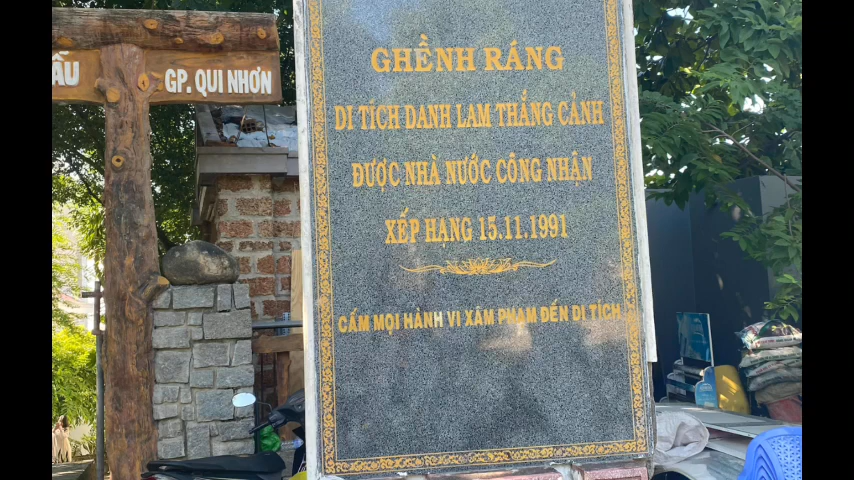 ẦU
GP. QUI NHƠN
GHỀNH RÁNG
DI TÍCH DANH LAM THẮNG CẢNH
ĐƯỢC NHÀ NƯỚC CÔNG NHẬN
XẾP HẠNG 15.11.1991
CẤM MỌI HÀNH VI XÂM PHẠM ĐẾN DI TÍCH